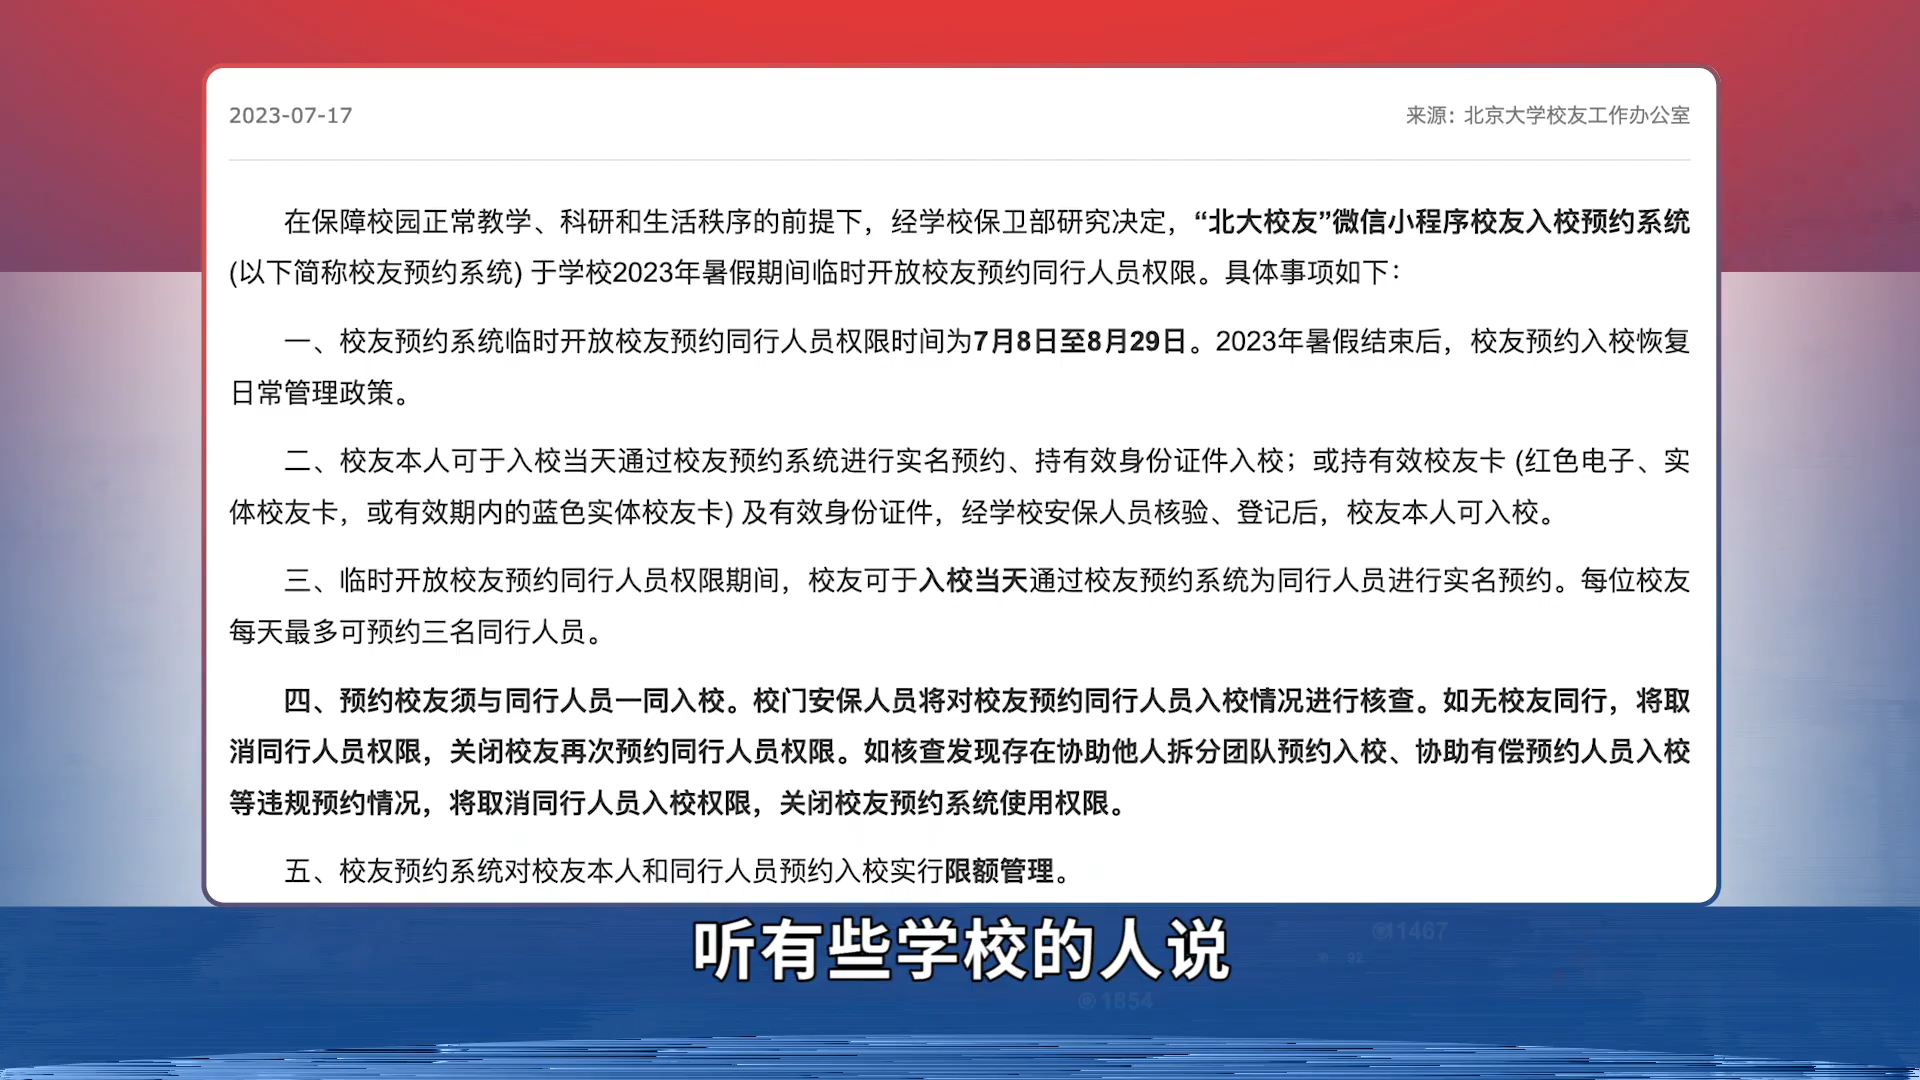 2023-07-17
来源: 北京大学校友工作办公室
在保障校园正常教学、科研和生活秩序的前提下，经学校保卫部研究决定，“北大校友”微信小程序校友入校预约系统
(以下简称校友预约系统) 于学校2023年暑假期间临时开放校友预约同行人员权限。具体事项如下：
一、校友预约系统临时开放校友预约同行人员权限时间为7月8日至8月29日。2023年暑假结束后，校友预约入校恢复
日常管理政策。
二、校友本人可于入校当天通过校友预约系统进行实名预约、持有效身份证件入校；或持有效校友卡 (红色电子、实
体校友卡，或有效期内的蓝色实体校友卡) 及有效身份证件，经学校安保人员核验、登记后，校友本人可入校。
三、临时开放校友预约同行人员权限期间，校友可于入校当天通过校友预约系统为同行人员进行实名预约。每位校友
每天最多可预约三名同行人员。
四、预约校友须与同行人员一同入校。校门安保人员将对校友预约同行人员入校情况进行核查。如无校友同行，将取
消同行人员权限，关闭校友再次预约同行人员权限。如核查发现存在协助他人拆分团队预约入校、协助有偿预约人员入校
等违规预约情况，将取消同行人员入校权限，关闭校友预约系统使用权限。
五、校友预约系统对校友本人和同行人员预约入校实行限额管理。
听有些学校的人说
1467
92
1854